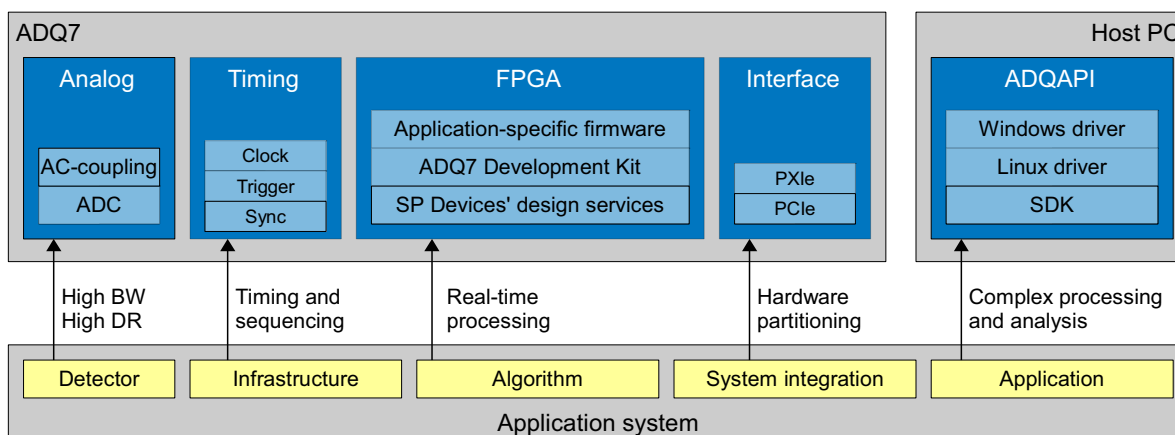 ADQ7
Host PC
Analog
Timing
FPGA
Interface
ADQAPI
AC-coupling
ADC
Clock
Trigger
Sync
Application-specific firmware
ADQ7 Development Kit
SP Devices' design services
PXIe
PCIe
Windows driver
Linux driver
SDK
High BW
High DR
Timing and
sequencing
Real-time
processing
Hardware
partitioning
Complex processing
and analysis
Detector
Infrastructure
Algorithm
System integration
Application
Application system